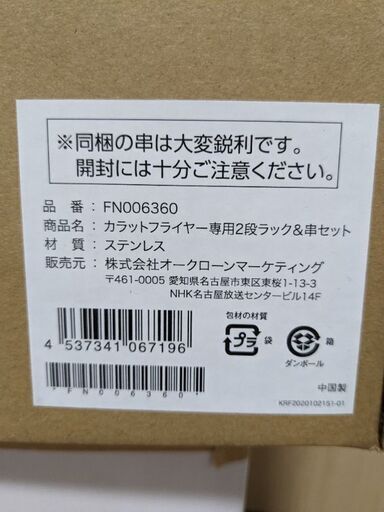 ※同梱の串は大変鋭利です。
開封には十分ご注意ください。
品 番 : FN006360
商品名 : カラットフライヤー専用2段ラック&串セット
材 質 : ステンレス
販売元 : 株式会社オークローンマーケティング
〒461-0005 愛知県名古屋市東区東桜1-13-3
NHK名古屋放送センタービル14F
包材の材質
プラ 袋
箱
ダンボール
4 537341 067196
*FN006360*
中国製
KRF2020102151-01